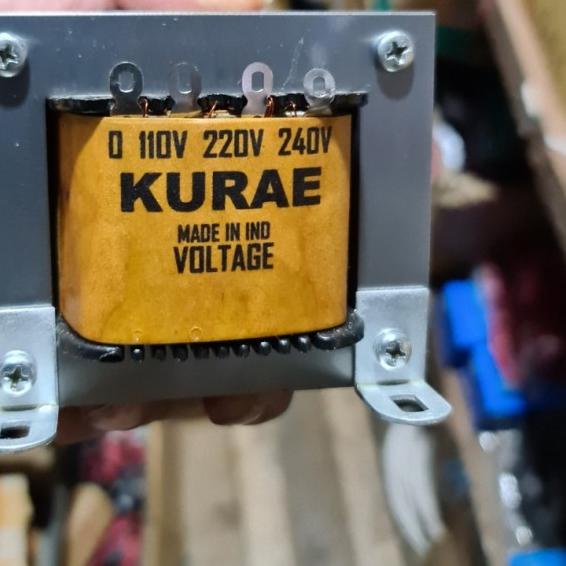 0 110V 220V 240V
KURAE
MADE IN IND
VOLTAGE